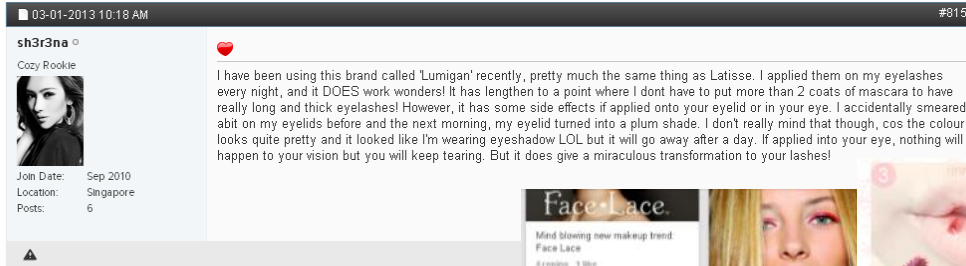 03-01-2013 10:18 AM
#815
sh3r3na
Cozy Rookie
I have been using this brand called 'Lumigan' recently, pretty much the same thing as Latisse. I applied them on my eyelashes
every night, and it DOES work wonders! It has lengthen to a point where I dont have to put more than 2 coats of mascara to have
really long and thick eyelashes! However, it has some side effects if applied onto your eyelid or in your eye. I accidentally smeared
abit on my eyelids before and the next morning, my eyelid turned into a plum shade. I don't really mind that though, cos the colour
looks quite pretty and it looked like I'm wearing eyeshadow LOL but it will go away after a day. If applied into your eye, nothing will
happen to your vision but you will keep tearing. But it does give a miraculous transformation to your lashes!
Join Date: Sep 2010
Location: Singapore
Posts: 6
Face Lace
Mind blowing new makeup trend:
Face Lace
3